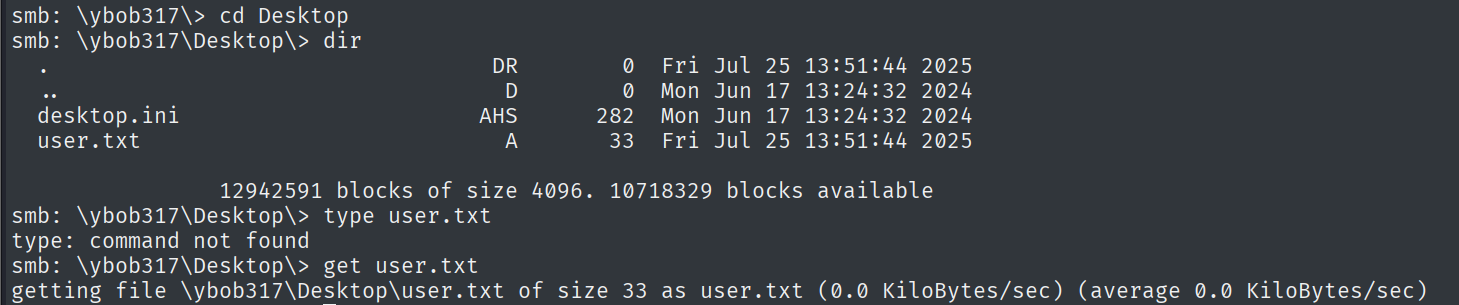 smb: \ybob317\> cd Desktop
smb: \ybob317\Desktop\> dir
  .                                  DR        0  Fri Jul 25 13:51:44 2025
  ..                                  D        0  Mon Jun 17 13:24:32 2024
  desktop.ini                       AHS      282  Mon Jun 17 13:24:32 2024
  user.txt                            A       33  Fri Jul 25 13:51:44 2025
                12942591 blocks of size 4096. 10718329 blocks available
smb: \ybob317\Desktop\> type user.txt
type: command not found
smb: \ybob317\Desktop\> get user.txt
getting file \ybob317\Desktop\user.txt of size 33 as user.txt (0.0 KiloBytes/sec) (average 0.0 KiloBytes/sec)